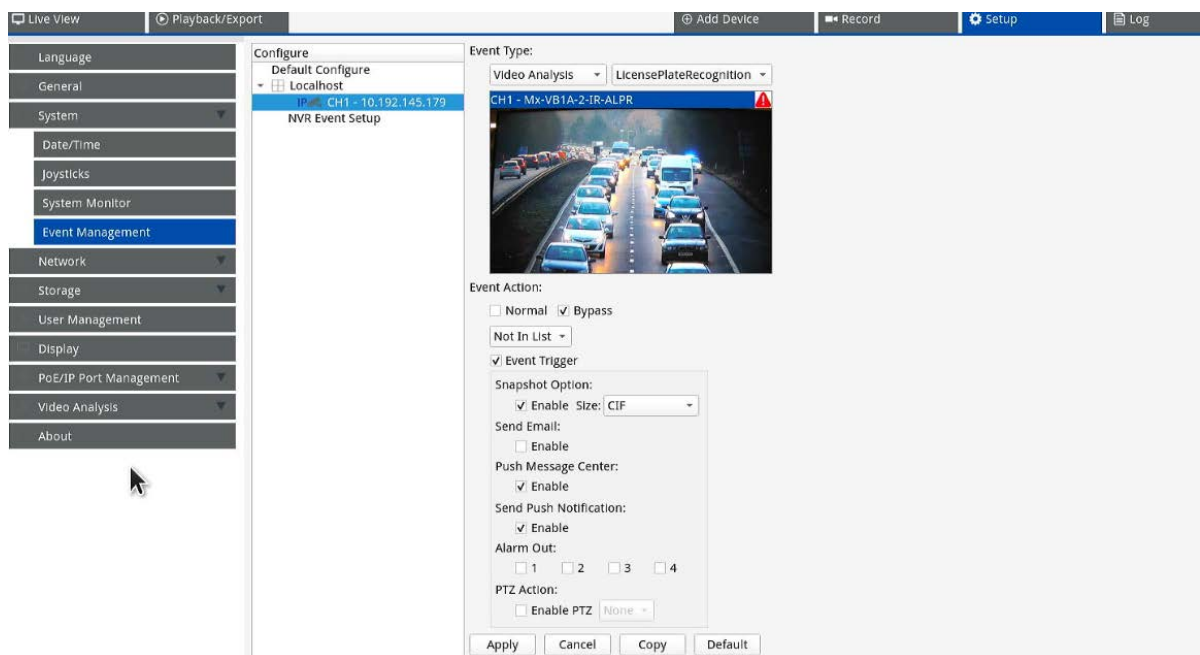 Live View Playback/Export Add Device Record Setup Log
Language
General
System
Date/Time
Joysticks
System Monitor
Event Management
Network
Storage
User Management
Display
PoE/IP Port Management
Video Analysis
About
Configure
Default Configure
Localhost
IP CH1 - 10.192.145.179
NVR Event Setup
Event Type:
Video Analysis LicensePlateRecognition
CH1 - Mx-VB1A-2-IR-ALPR
Event Action:
Normal Bypass
Not In List
Event Trigger
Snapshot Option:
Enable Size: CIF
Send Email:
Enable
Push Message Center:
Enable
Send Push Notification:
Enable
Alarm Out:
1 2 3 4
PTZ Action:
Enable PTZ None
Apply Cancel Copy Default